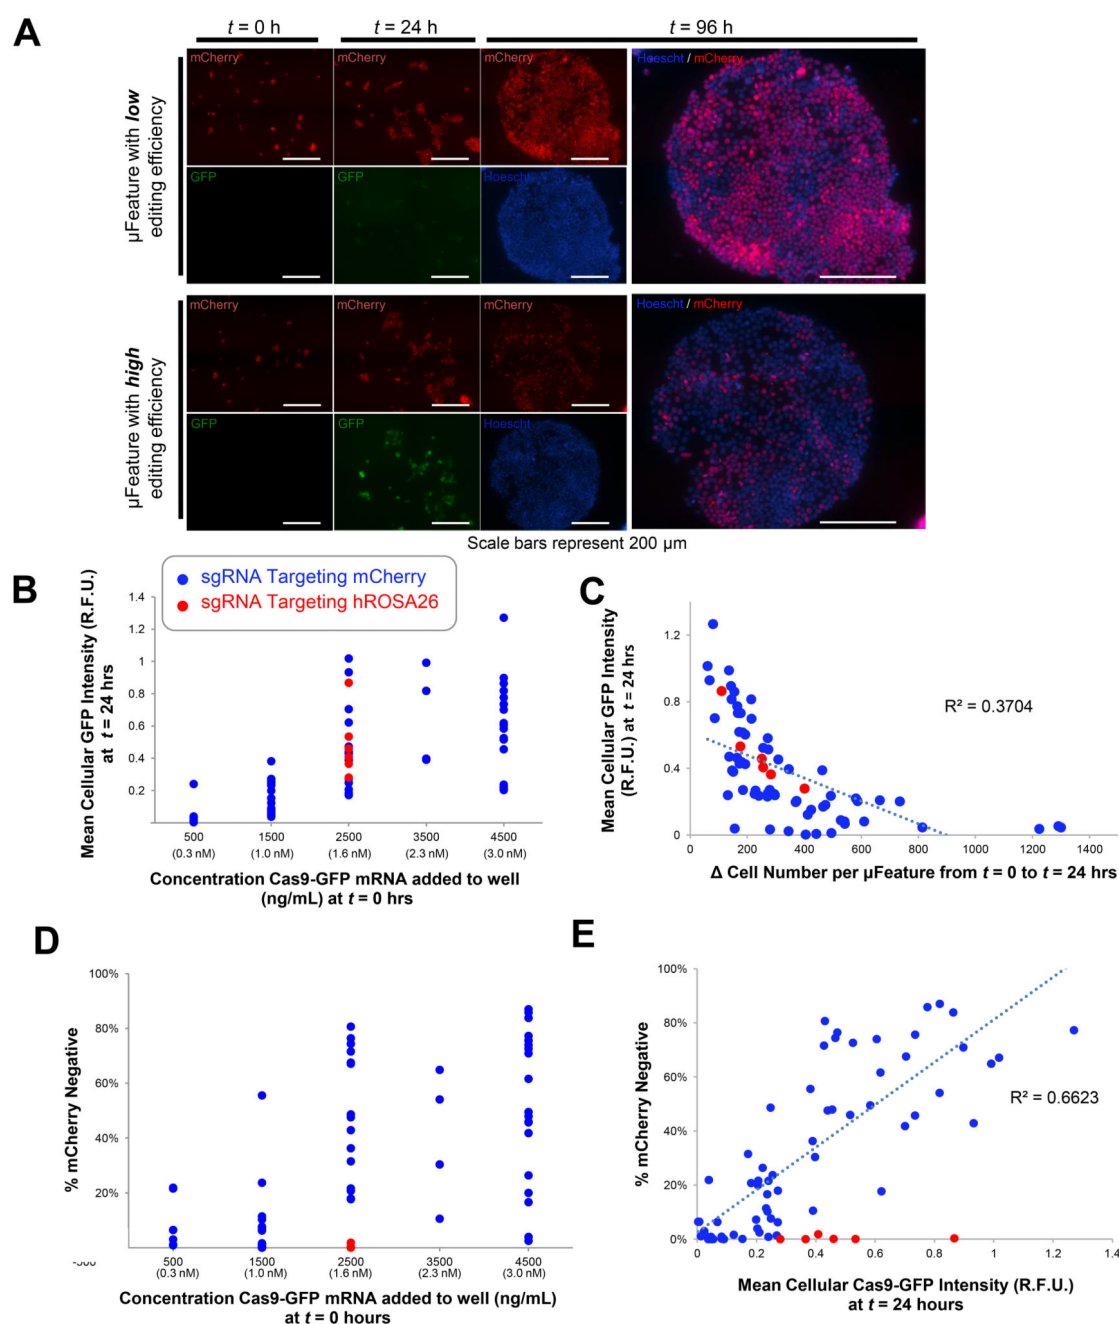 A
t = 0 h
t = 24 h
t = 96 h
µFeature with low
editing efficiency
mCherry
mCherry
mCherry
Hoescht / mCherry
GFP
GFP
Hoescht
µFeature with high
editing efficiency
mCherry
mCherry
mCherry
Hoescht / mCherry
GFP
GFP
Hoescht
Scale bars represent 200 µm
B
sgRNA Targeting mCherry
sgRNA Targeting hROSA26
Mean Cellular GFP Intensity (R.F.U.)
at t = 24 hrs
1.4
1.2
1
0.8
0.6
0.4
0.2
500
1500
2500
3500
4500
(0.3 nM)
(1.0 nM)
(1.6 nM)
(2.3 nM)
(3.0 nM)
Concentration Cas9-GFP mRNA added to well
(ng/mL) at t = 0 hrs
C
Mean Cellular GFP Intensity
(R.F.U.) at t = 24 hrs
1.2
0.8
0.4
0
R² = 0.3704
0
200
400
600
800
1000
1200
1400
Δ Cell Number per µFeature from t = 0 to t = 24 hrs
D
% mCherry Negative
100%
80%
60%
40%
20%
-500
500
1500
2500
3500
4500
(0.3 nM)
(1.0 nM)
(1.6 nM)
(2.3 nM)
(3.0 nM)
Concentration Cas9-GFP mRNA added to well (ng/mL)
at t = 0 hours
E
% mCherry Negative
100%
80%
60%
40%
20%
0%
R² = 0.6623
0
0.2
0.4
0.6
0.8
1
1.2
1.4
Mean Cellular Cas9-GFP Intensity (R.F.U.)
at t = 24 hours